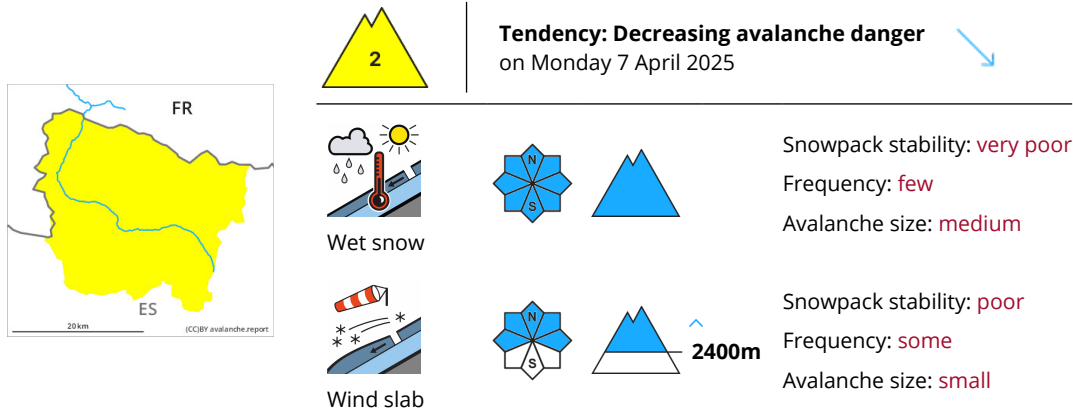 2
Tendency: Decreasing avalanche danger
on Monday 7 April 2025
FR
ES
20 km
(CC)BY avalanche.report
N
S
Snowpack stability: very poor
Frequency: few
Avalanche size: medium
Wet snow
N
S
2400m
Snowpack stability: poor
Frequency: some
Avalanche size: small
Wind slab